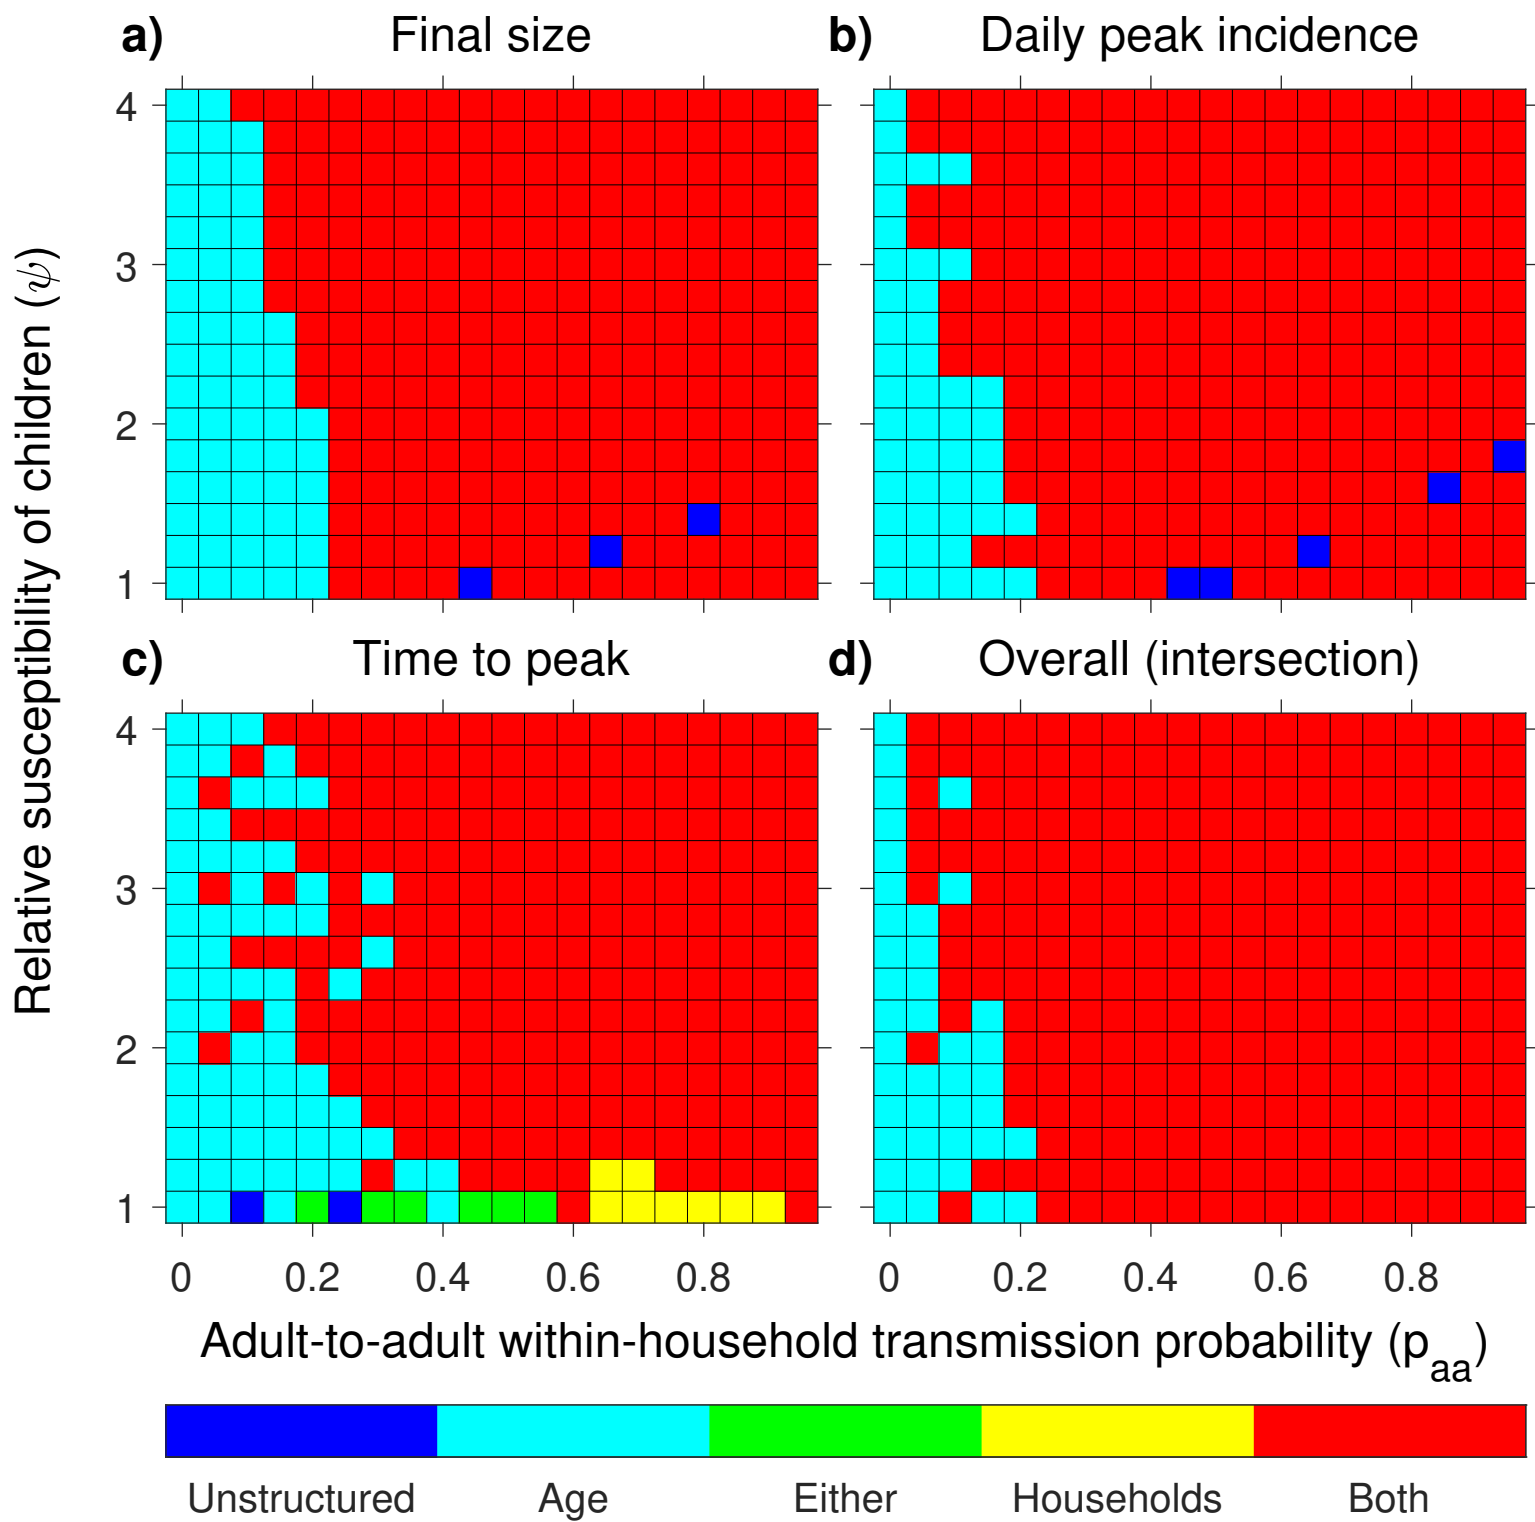 a) Final size
b) Daily peak incidence
4
3
2
1
c) Time to peak
d) Overall (intersection)
4
3
2
1
Relative susceptibility of children (ψ)
0 0.2 0.4 0.6 0.8
0 0.2 0.4 0.6 0.8
Adult-to-adult within-household transmission probability (p_aa)
Unstructured Age Either Households Both